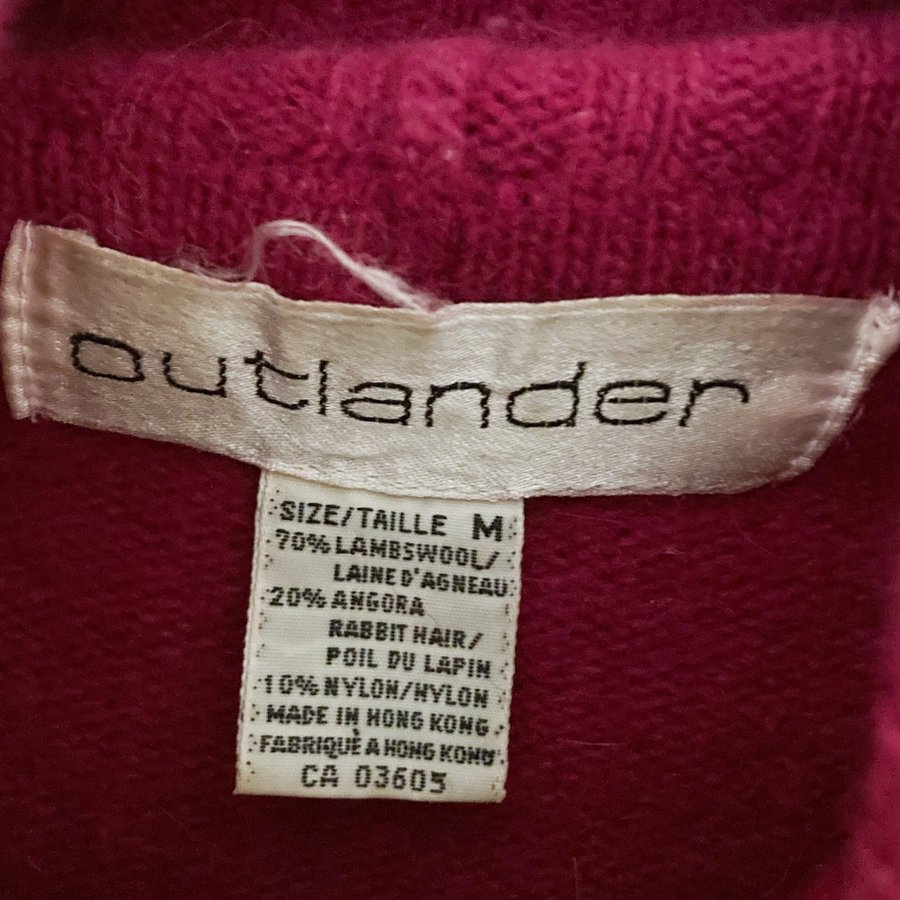 outlander
SIZE/TAILLE M
70% LAMBSWOOL/
LAINE D'AGNEAU
20% ANGORA
RABBIT HAIR/
POIL DU LAPIN
10% NYLON/NYLON
MADE IN HONG KONG
FABRIQUÈ A HONG KONG
CA 03605